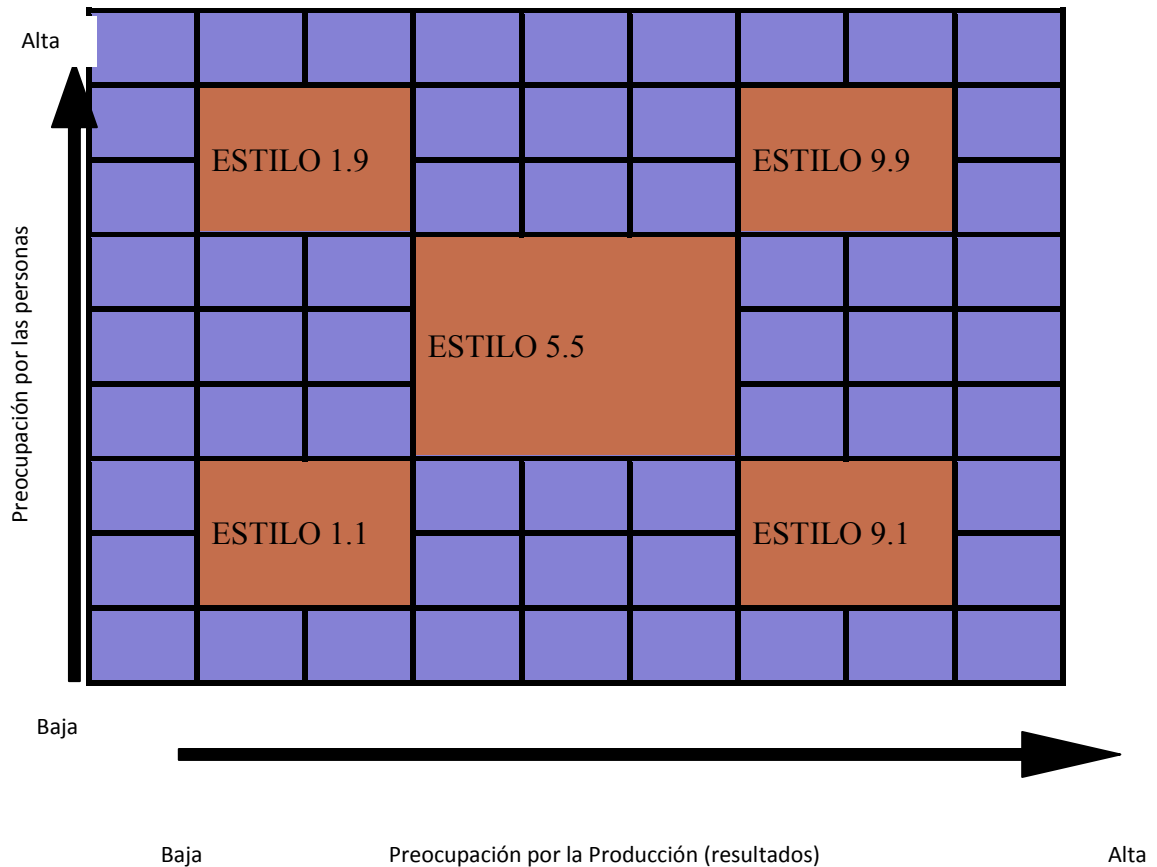 Alta
ESTILO 1.9
ESTILO 9.9
Preocupación por las personas
ESTILO 5.5
ESTILO 1.1
ESTILO 9.1
Baja
Baja
Preocupación por la Producción (resultados)
Alta